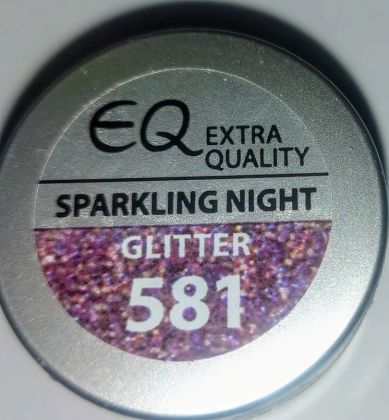 EQ EXTRA
QUALITY
SPARKLING NIGHT
GLITTER
581